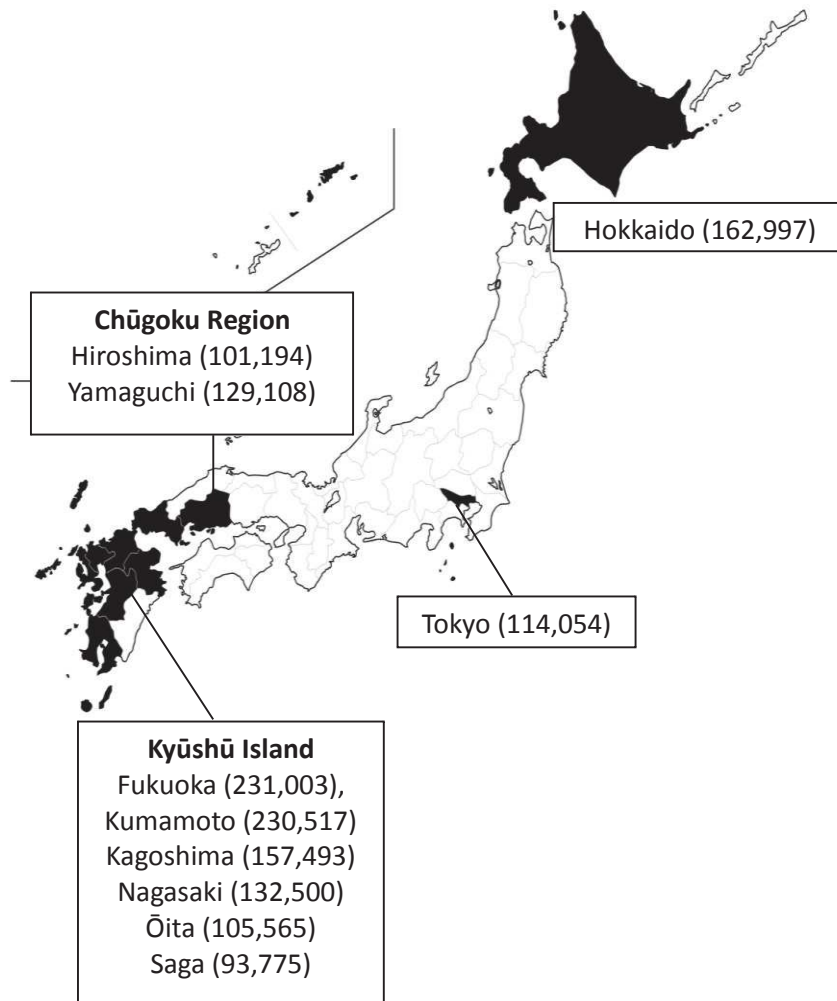 Hokkaido (162,997)
Chūgoku Region
Hiroshima (101,194)
Yamaguchi (129,108)
Tokyo (114,054)
Kyūshū Island
Fukuoka (231,003),
Kumamoto (230,517)
Kagoshima (157,493)
Nagasaki (132,500)
Ōita (105,565)
Saga (93,775)